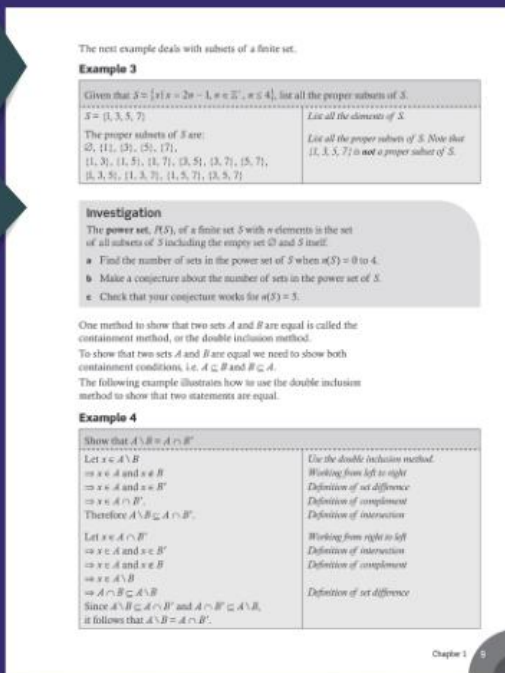 The next example deals with subsets of a finite set.
Example 3
Given that S = {x | x = 2n − 1, n ∈ ℤ⁺, n ≤ 4}, list all the proper subsets of S.
S = {1, 3, 5, 7}
List all the elements of S.
The proper subsets of S are:
∅, {1}, {3}, {5}, {7},
{1, 3}, {1, 5}, {1, 7}, {3, 5}, {3, 7}, {5, 7},
{1, 3, 5}, {1, 3, 7}, {1, 5, 7}, {3, 5, 7}
List all the proper subsets of S. Note that
{1, 3, 5, 7} is not a proper subset of S.
Investigation
The power set, P(S), of a finite set S with n elements is the set
of all subsets of S including the empty set ∅ and S itself.
a Find the number of sets in the power set of S when n(S) = 0 to 4.
b Make a conjecture about the number of sets in the power set of S.
c Check that your conjecture works for n(S) = 5.
One method to show that two sets A and B are equal is called the
containment method, or the double inclusion method.
To show that two sets A and B are equal we need to show both
containment conditions, i.e. A ⊆ B and B ⊆ A.
The following example illustrates how to use the double inclusion
method to show that two statements are equal.
Example 4
Show that A \ B = A ∩ B′
Let x ∈ A \ B
⇒ x ∈ A and x ∉ B
⇒ x ∈ A and x ∈ B′
⇒ x ∈ A ∩ B′.
Therefore A \ B ⊆ A ∩ B′.
Use the double inclusion method.
Working from left to right
Definition of set difference
Definition of complement
Definition of intersection
Let x ∈ A ∩ B′
⇒ x ∈ A and x ∈ B′
⇒ x ∈ A and x ∉ B
⇒ x ∈ A \ B
⇒ A ∩ B ⊆ A \ B
Since A \ B ⊆ A ∩ B′ and A ∩ B′ ⊆ A \ B,
it follows that A \ B = A ∩ B′.
Working from right to left
Definition of intersection
Definition of complement
Definition of set difference
Chapter 1
9